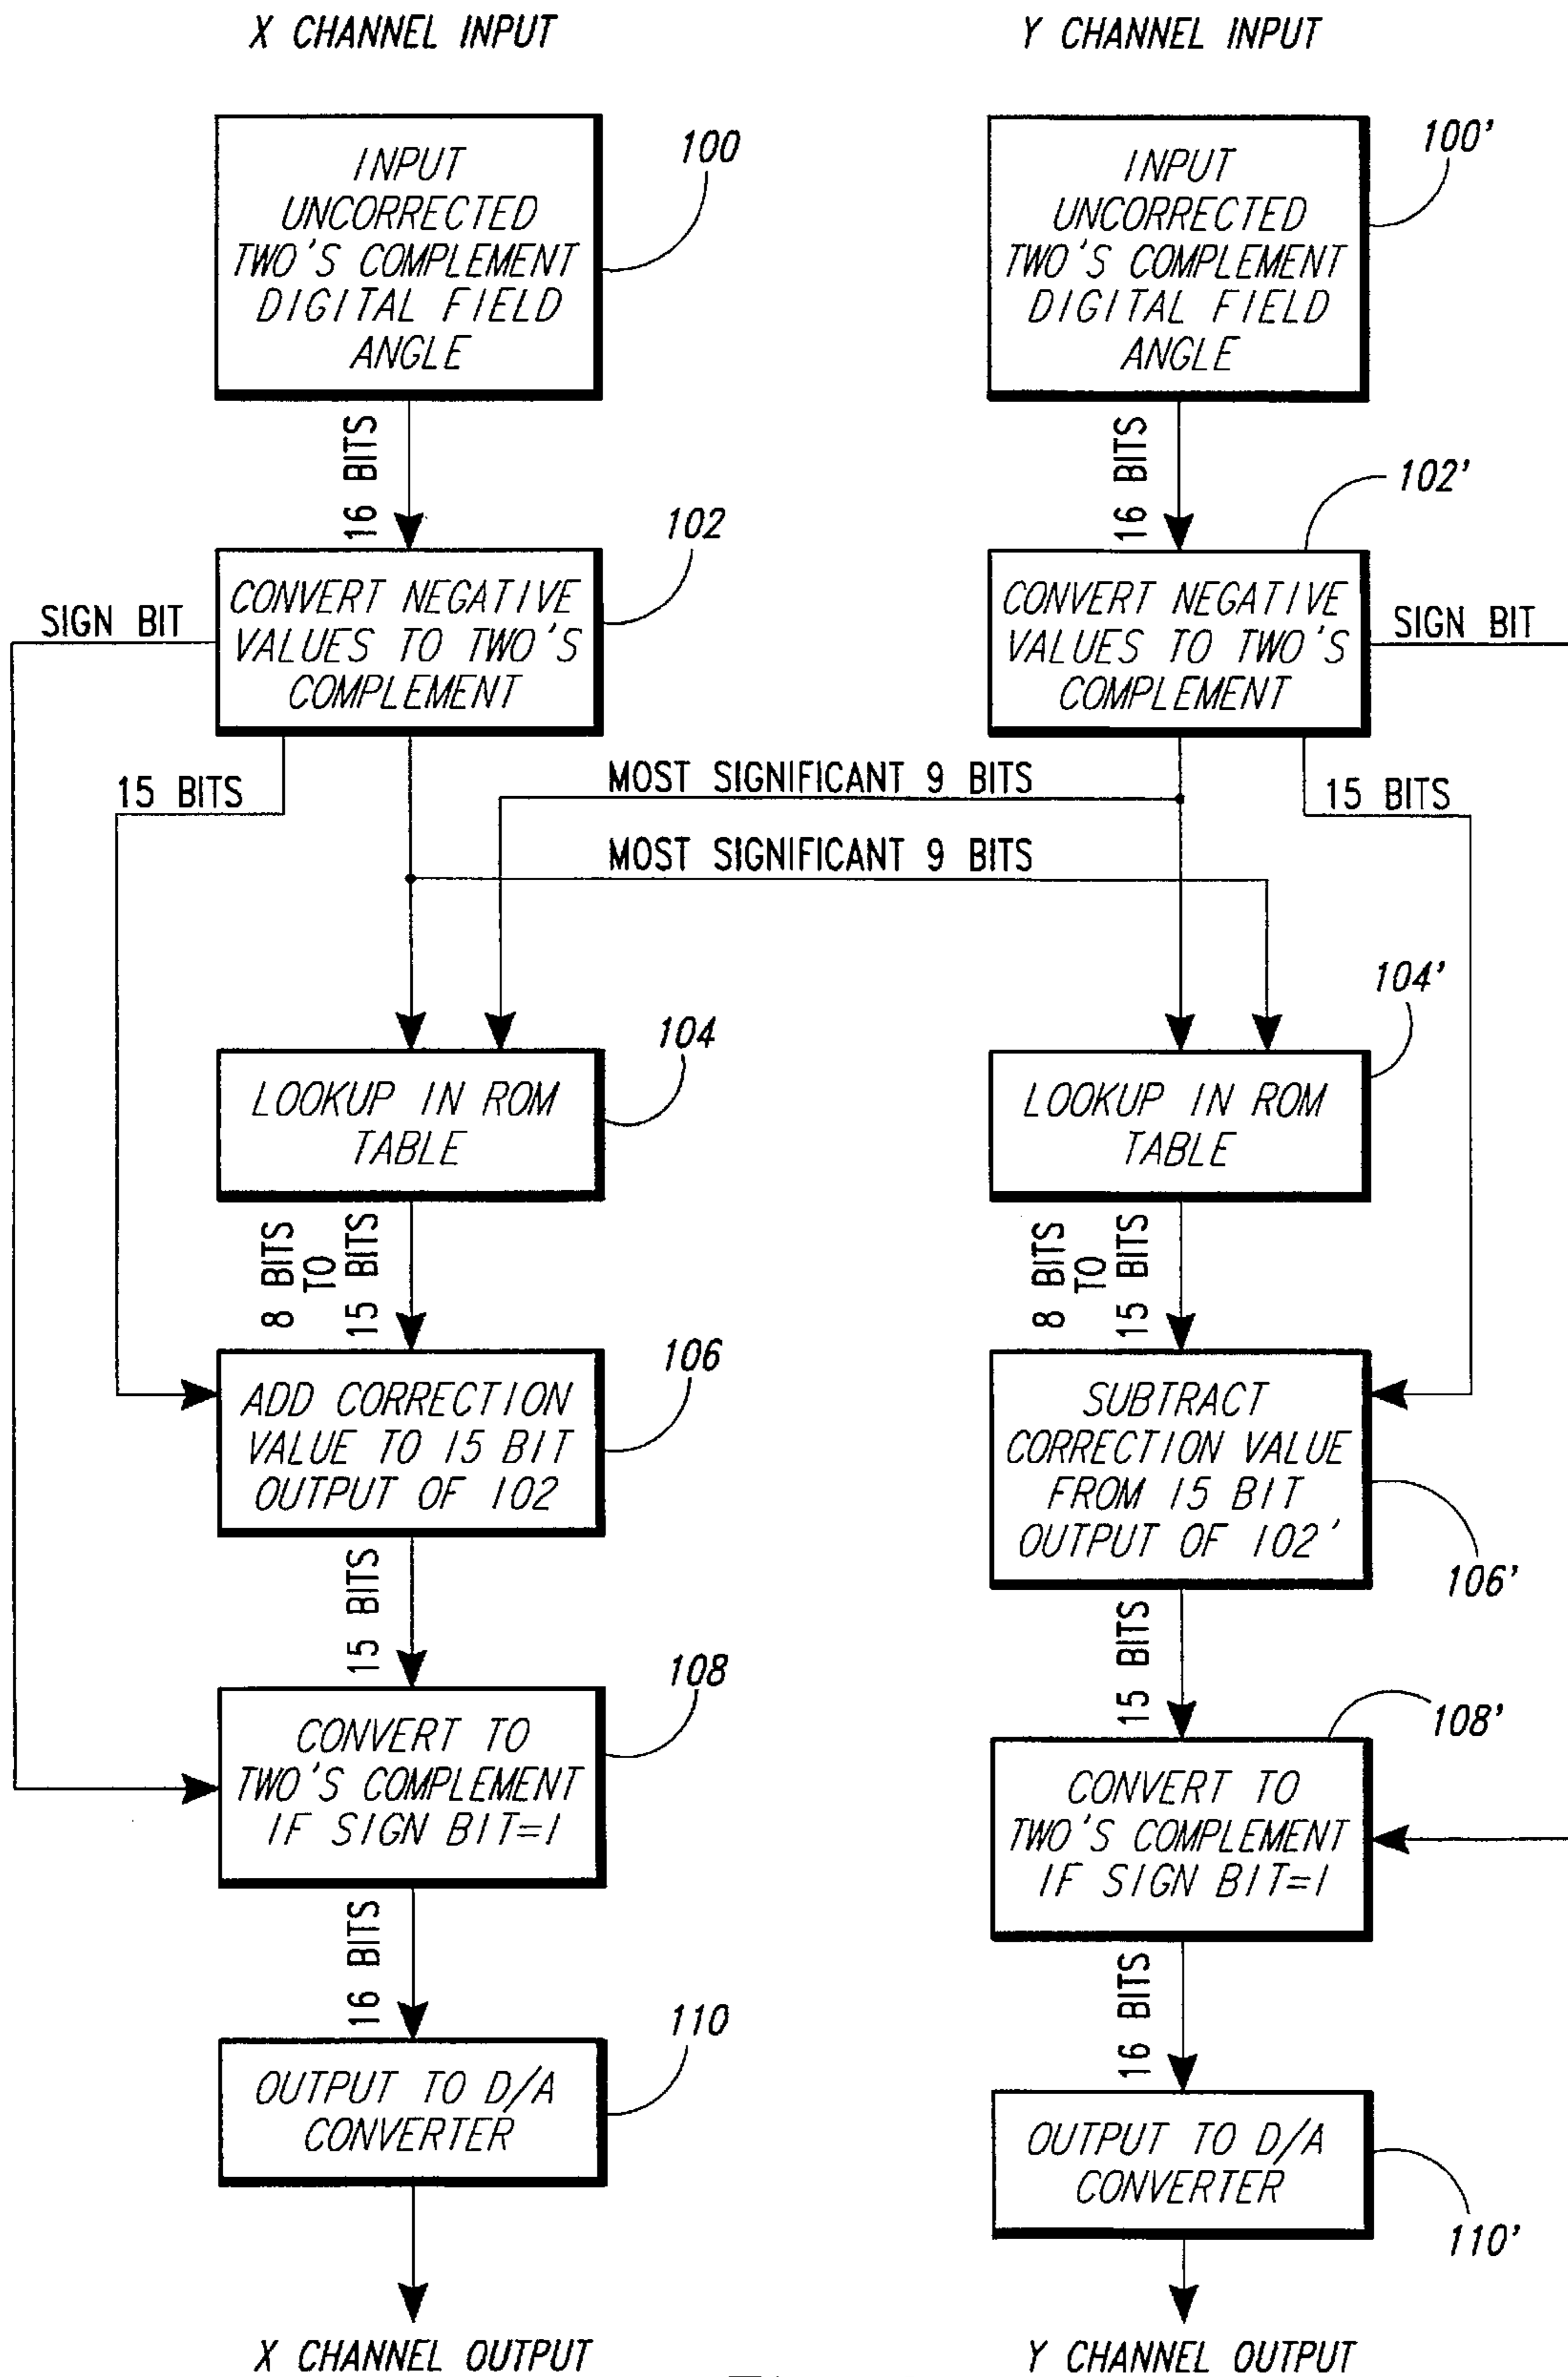 X CHANNEL INPUT
Y CHANNEL INPUT
INPUT
UNCORRECTED
TWO'S COMPLEMENT
DIGITAL FIELD
ANGLE
100
INPUT
UNCORRECTED
TWO'S COMPLEMENT
DIGITAL FIELD
ANGLE
100'
16 BITS
16 BITS
CONVERT NEGATIVE
VALUES TO TWO'S
COMPLEMENT
102
SIGN BIT
CONVERT NEGATIVE
VALUES TO TWO'S
COMPLEMENT
102'
SIGN BIT
15 BITS
MOST SIGNIFICANT 9 BITS
15 BITS
MOST SIGNIFICANT 9 BITS
LOOKUP IN ROM
TABLE
104
LOOKUP IN ROM
TABLE
104'
8 BITS
TO
15 BITS
8 BITS
TO
15 BITS
ADD CORRECTION
VALUE TO 15 BIT
OUTPUT OF 102
106
SUBTRACT
CORRECTION VALUE
FROM 15 BIT
OUTPUT OF 102'
106'
15 BITS
15 BITS
CONVERT TO
TWO'S COMPLEMENT
IF SIGN BIT=1
108
CONVERT TO
TWO'S COMPLEMENT
IF SIGN BIT=1
108'
16 BITS
16 BITS
OUTPUT TO D/A
CONVERTER
110
OUTPUT TO D/A
CONVERTER
110'
X CHANNEL OUTPUT
Y CHANNEL OUTPUT